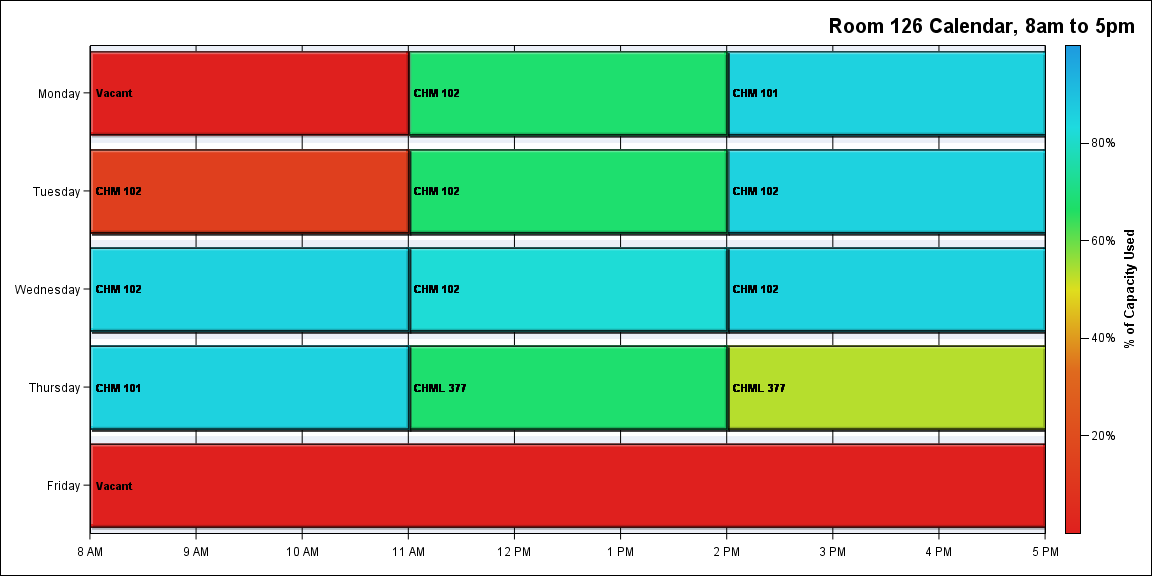 Room 126 Calendar, 8am to 5pm
Monday
Vacant
CHM 102
CHM 101
80%
Tuesday
CHM 102
CHM 102
CHM 102
60%
Wednesday
CHM 102
CHM 102
CHM 102
% of Capacity Used
40%
Thursday
CHM 101
CHML 377
CHML 377
20%
Friday
Vacant
8 AM
9 AM
10 AM
11 AM
12 PM
1 PM
2 PM
3 PM
4 PM
5 PM